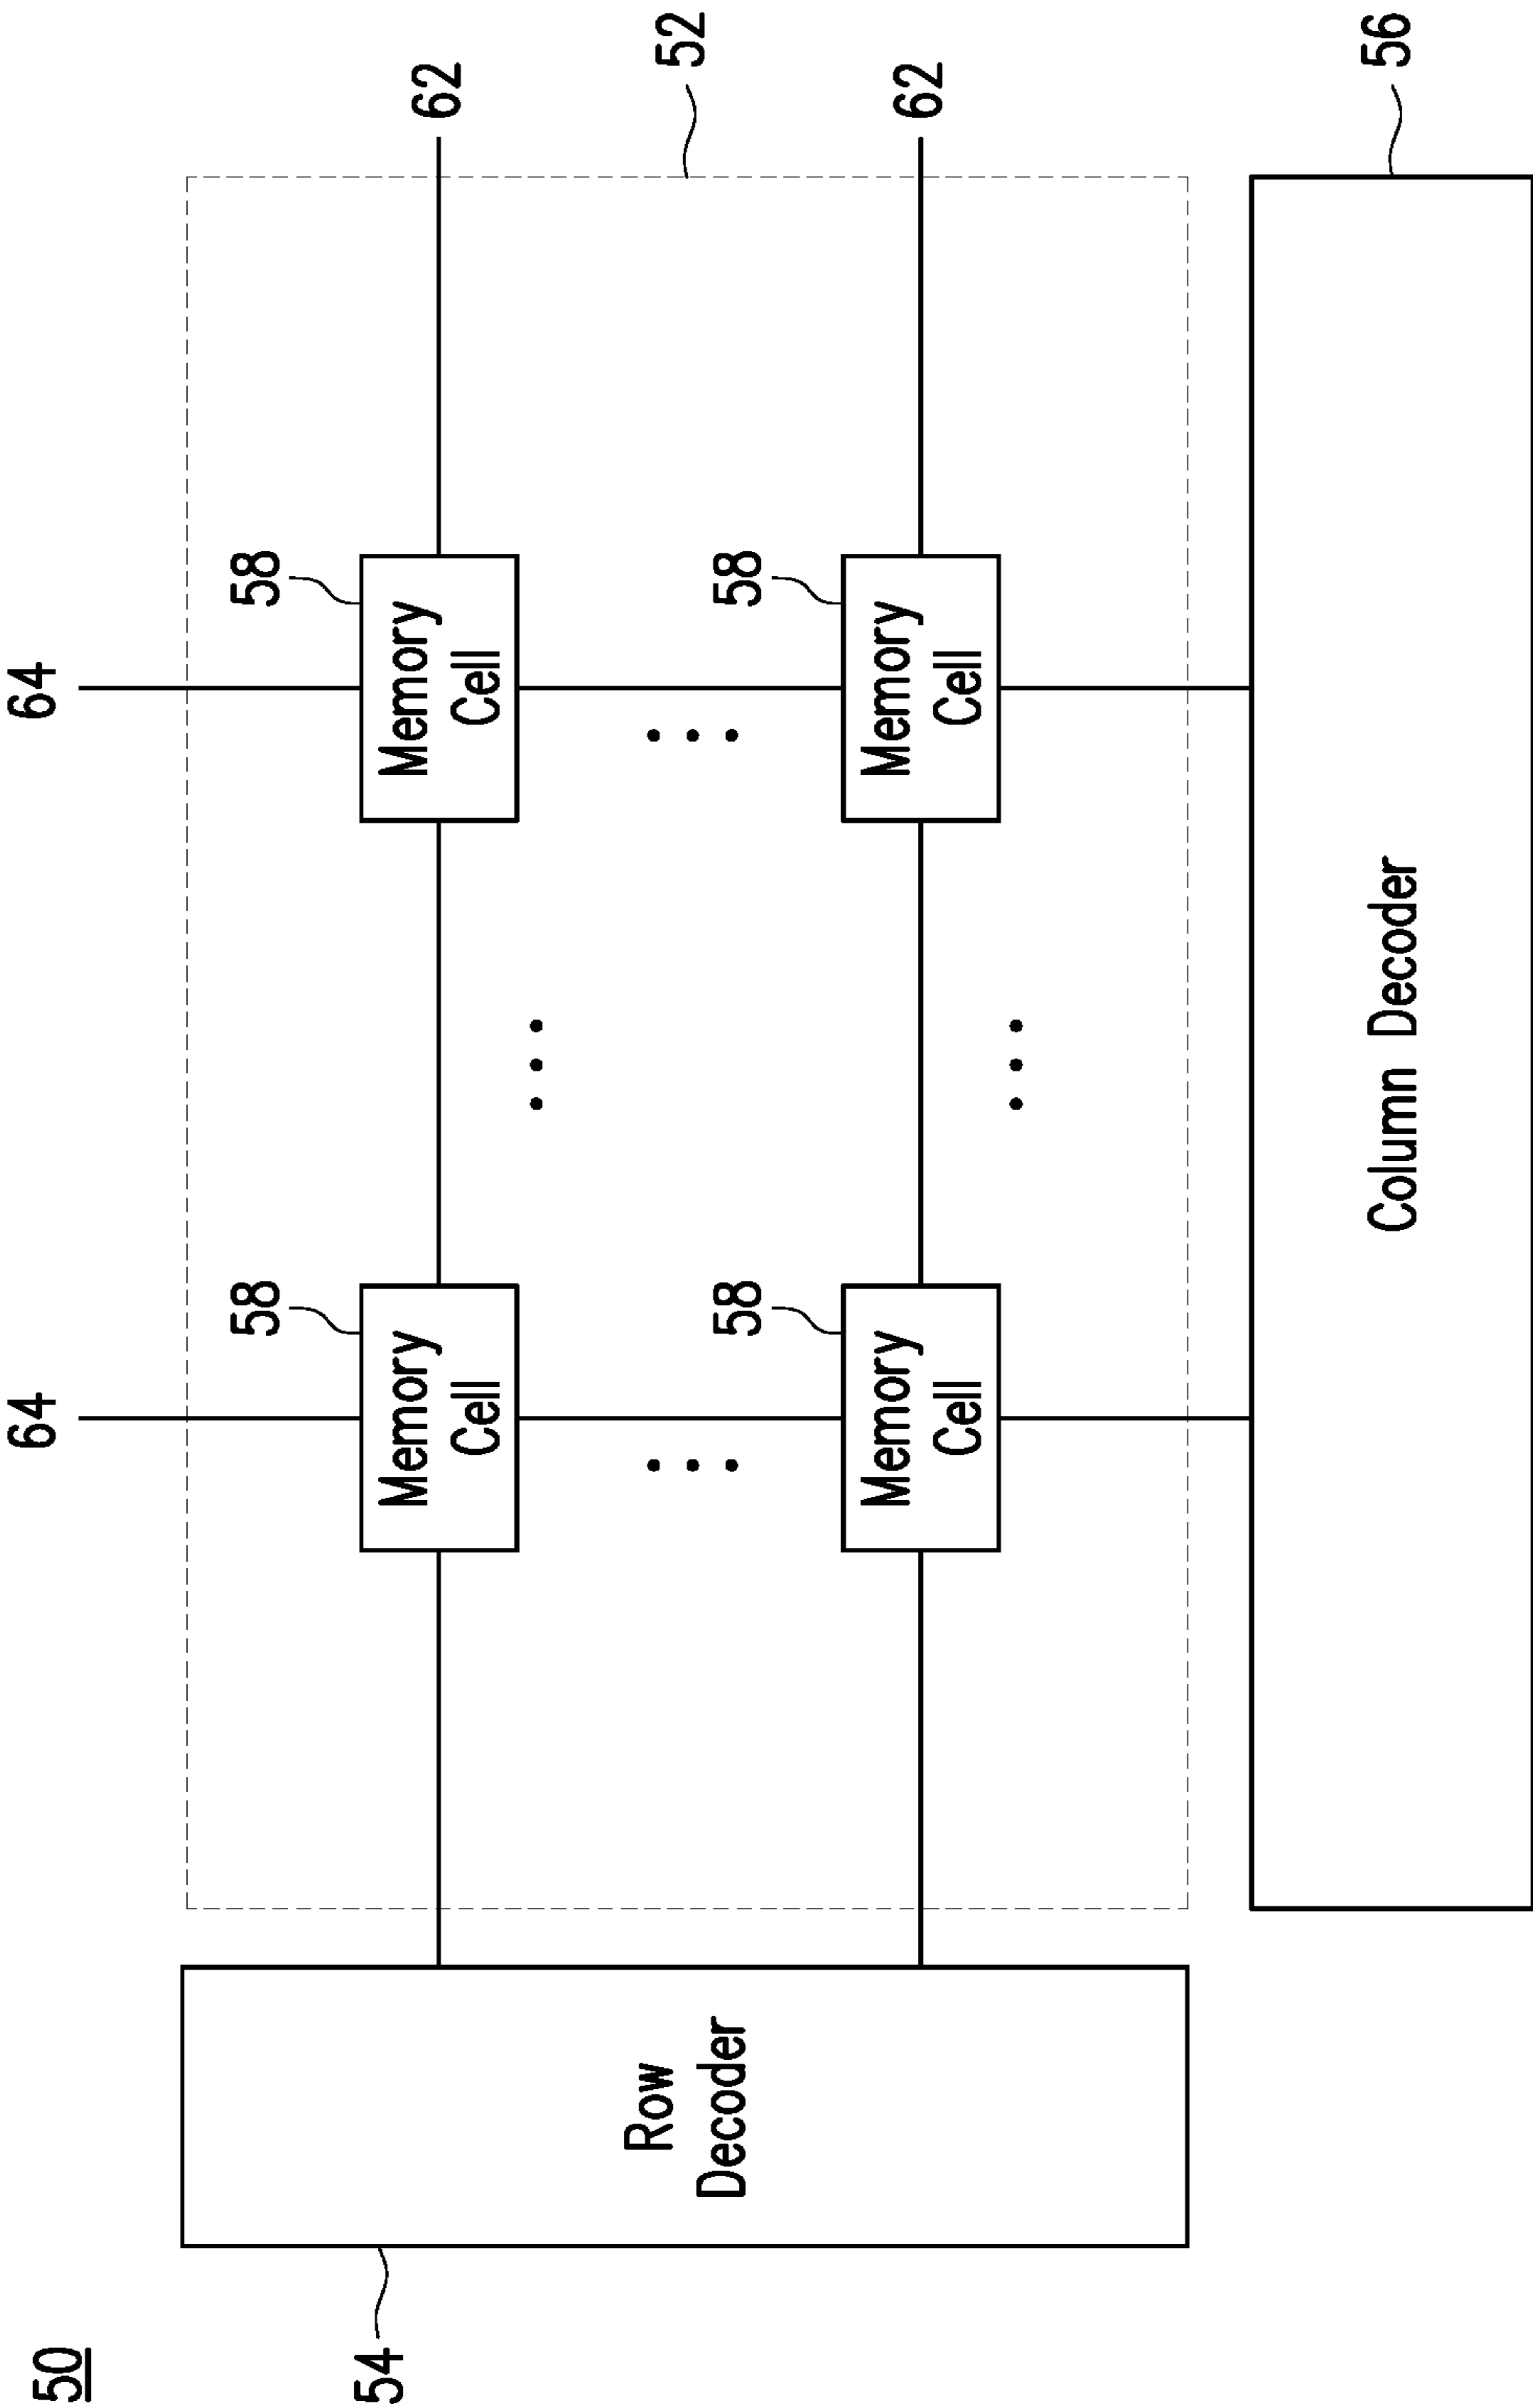 50
64
64
58
58
54
Memory
Cell
Memory
Cell
62
Row
Decoder
52
58
58
Memory
Cell
Memory
Cell
62
Column Decoder
56